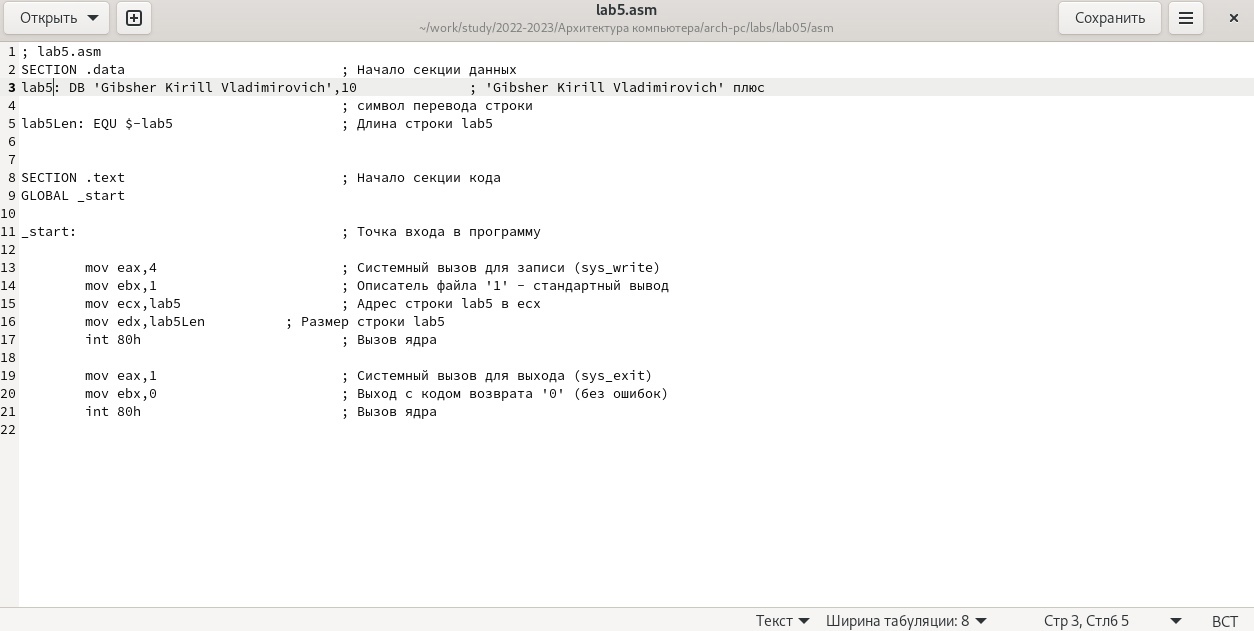 Открыть
lab5.asm
~/work/study/2022-2023/Архитектура компьютера/arch-pc/labs/lab05/asm
Сохранить
1 ; lab5.asm
2 SECTION .data ; Начало секции данных
3 lab5: DB 'Gibsher Kirill Vladimirovich',10 ; 'Gibsher Kirill Vladimirovich' плюс
4 ; символ перевода строки
5 lab5Len: EQU $-lab5 ; Длина строки lab5
6
7
8 SECTION .text ; Начало секции кода
9 GLOBAL _start
10
11 _start: ; Точка входа в программу
12
13 mov eax,4 ; Системный вызов для записи (sys_write)
14 mov ebx,1 ; Описатель файла '1' - стандартный вывод
15 mov ecx,lab5 ; Адрес строки lab5 в ecx
16 mov edx,lab5Len ; Размер строки lab5
17 int 80h ; Вызов ядра
18
19 mov eax,1 ; Системный вызов для выхода (sys_exit)
20 mov ebx,0 ; Выход с кодом возврата '0' (без ошибок)
21 int 80h ; Вызов ядра
22
Текст Ширина табуляции: 8 Стр 3, Стлб 5 ВСТ